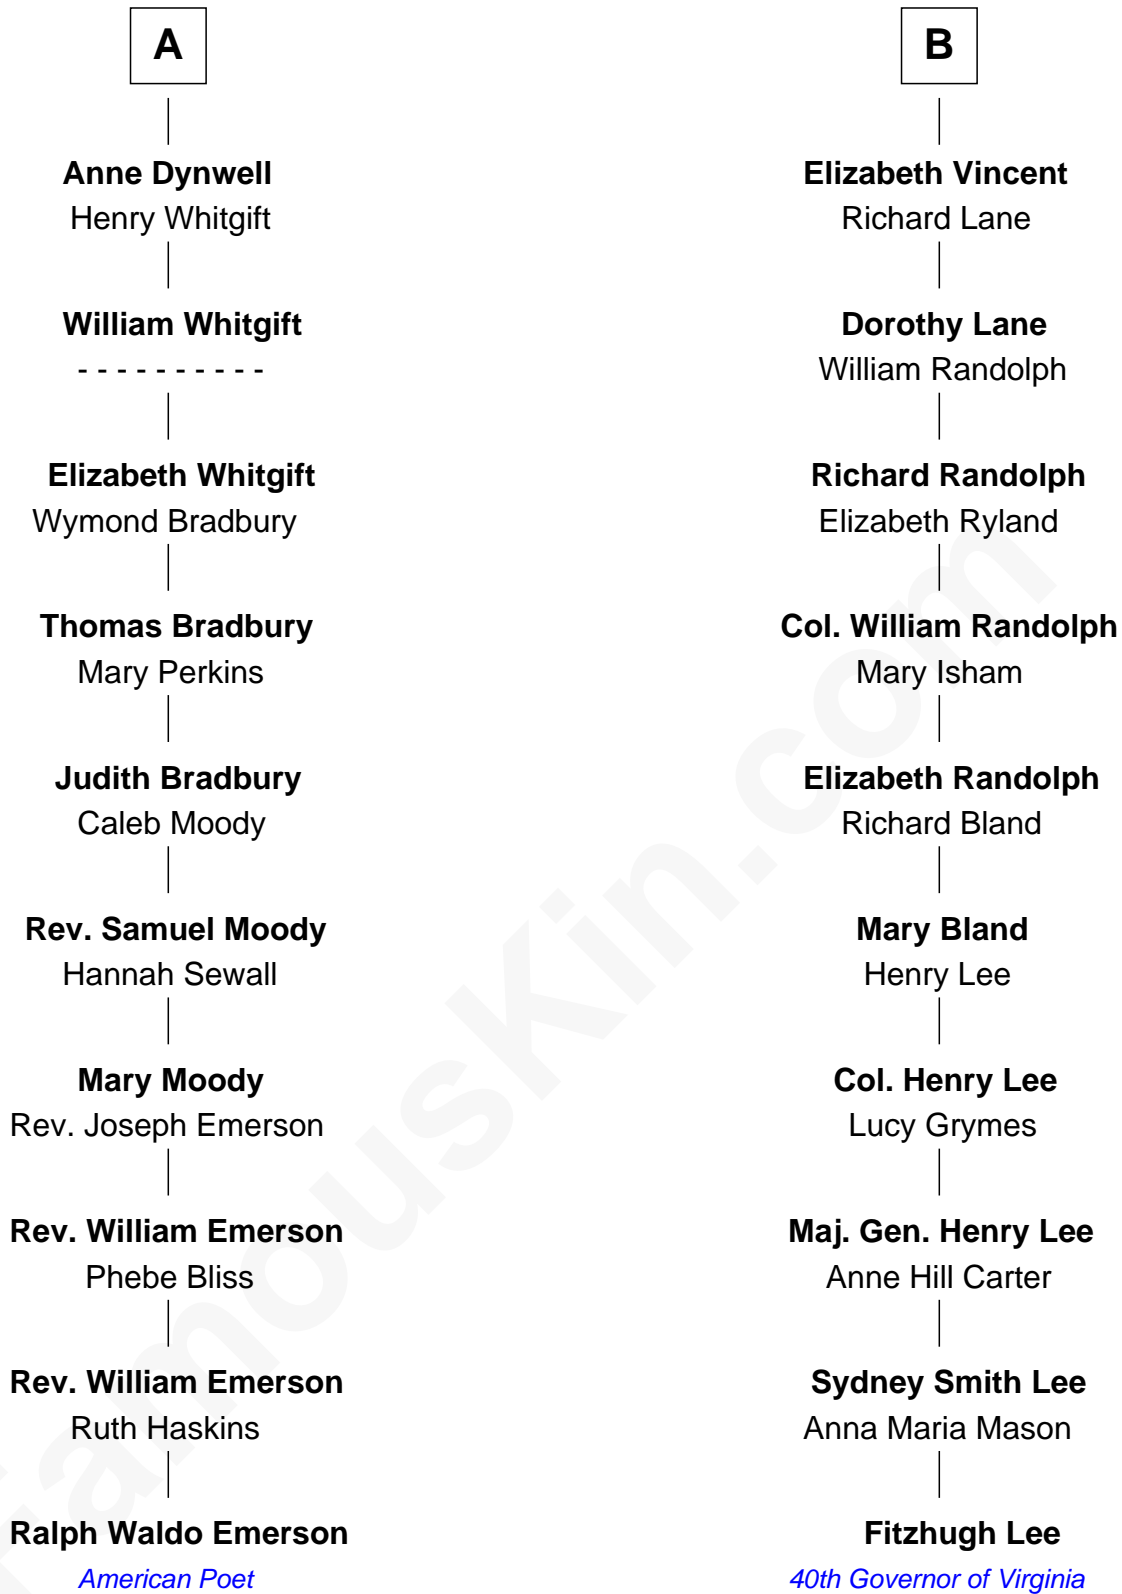 A
Anne Dynwell
Henry Whitgift
William Whitgift
- - - - - - - - - -
Elizabeth Whitgift
Wymond Bradbury
Thomas Bradbury
Mary Perkins
Judith Bradbury
Caleb Moody
Rev. Samuel Moody
Hannah Sewall
Mary Moody
Rev. Joseph Emerson
Rev. William Emerson
Phebe Bliss
Rev. William Emerson
Ruth Haskins
Ralph Waldo Emerson
American Poet
B
Elizabeth Vincent
Richard Lane
Dorothy Lane
William Randolph
Richard Randolph
Elizabeth Ryland
Col. William Randolph
Mary Isham
Elizabeth Randolph
Richard Bland
Mary Bland
Henry Lee
Col. Henry Lee
Lucy Grymes
Maj. Gen. Henry Lee
Anne Hill Carter
Sydney Smith Lee
Anna Maria Mason
Fitzhugh Lee
40th Governor of Virginia
FamousKin.com